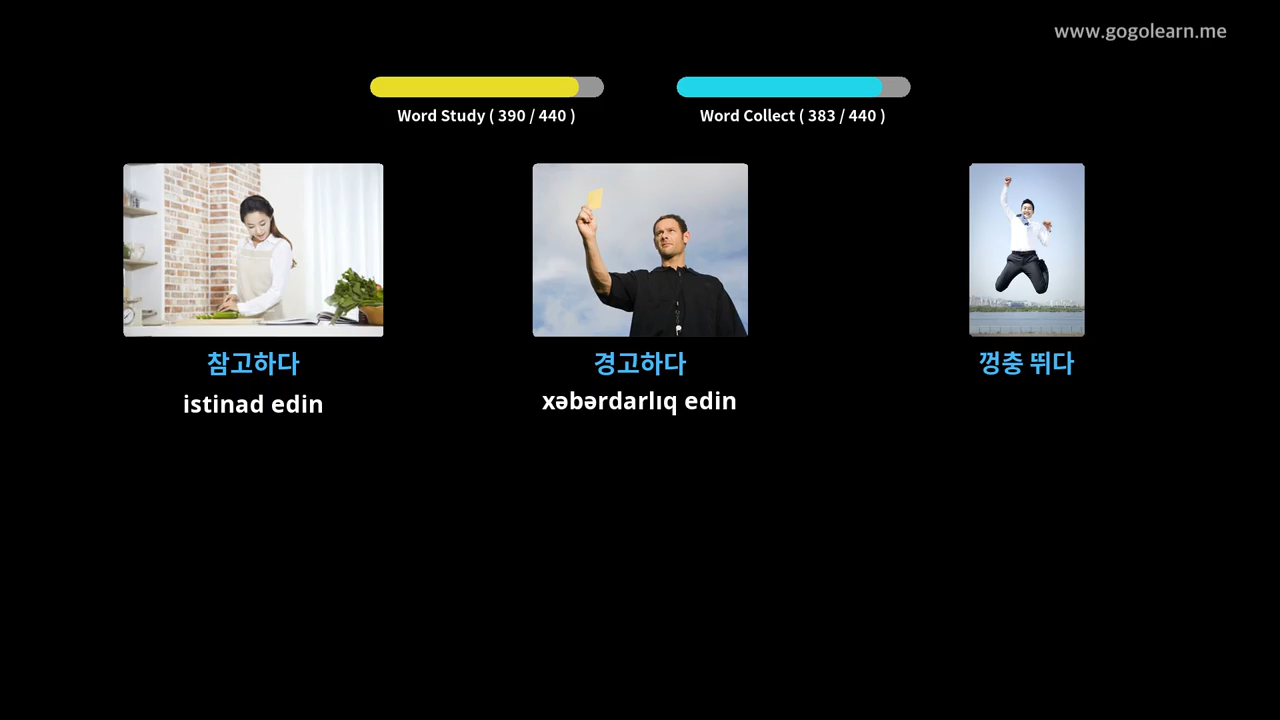 www.gogolearn.me
Word Study ( 390 / 440 )
Word Collect ( 383 / 440 )
참고하다
istinad edin
경고하다
xəbərdarlıq edin
껑충 뛰다